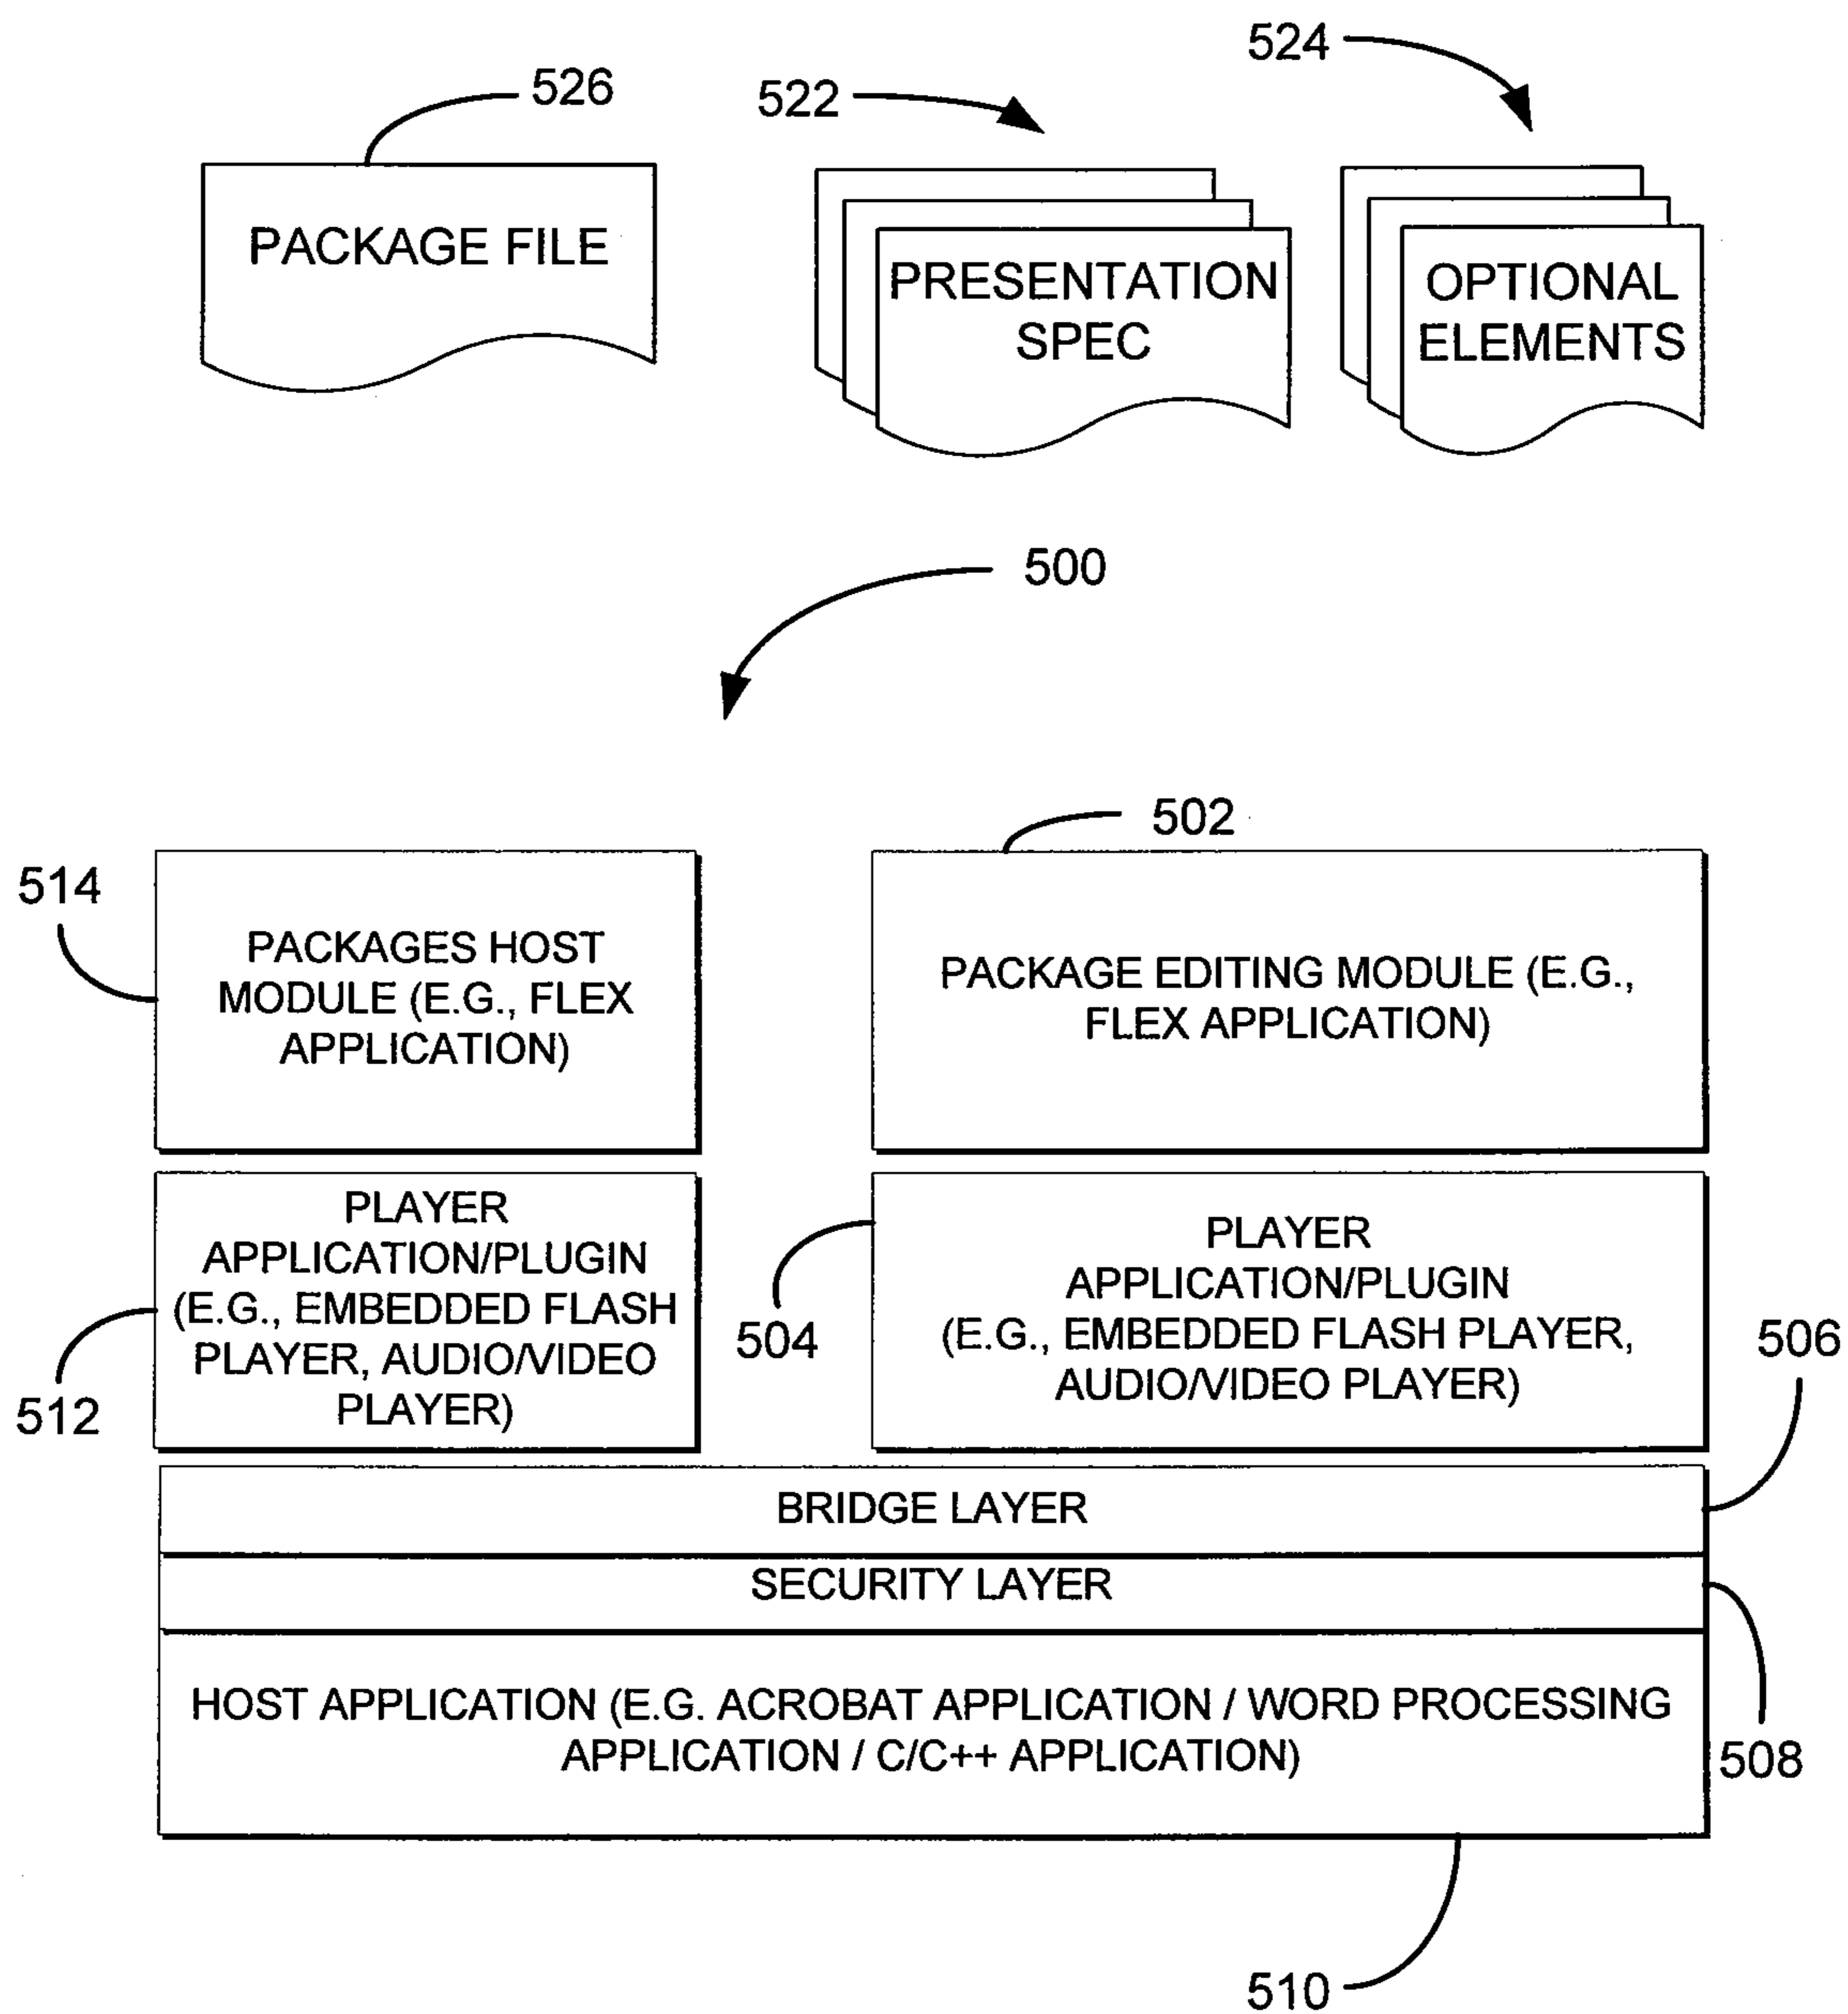 524
526
522
PACKAGE FILE
PRESENTATION
SPEC
OPTIONAL
ELEMENTS
500
502
514
PACKAGES HOST
MODULE (E.G., FLEX
APPLICATION)
PACKAGE EDITING MODULE (E.G.,
FLEX APPLICATION)
PLAYER
APPLICATION/PLUGIN
(E.G., EMBEDDED FLASH
PLAYER, AUDIO/VIDEO
PLAYER)
512
504
PLAYER
APPLICATION/PLUGIN
(E.G., EMBEDDED FLASH PLAYER,
AUDIO/VIDEO PLAYER)
506
BRIDGE LAYER
SECURITY LAYER
HOST APPLICATION (E.G. ACROBAT APPLICATION / WORD PROCESSING
APPLICATION / C/C++ APPLICATION)
508
510